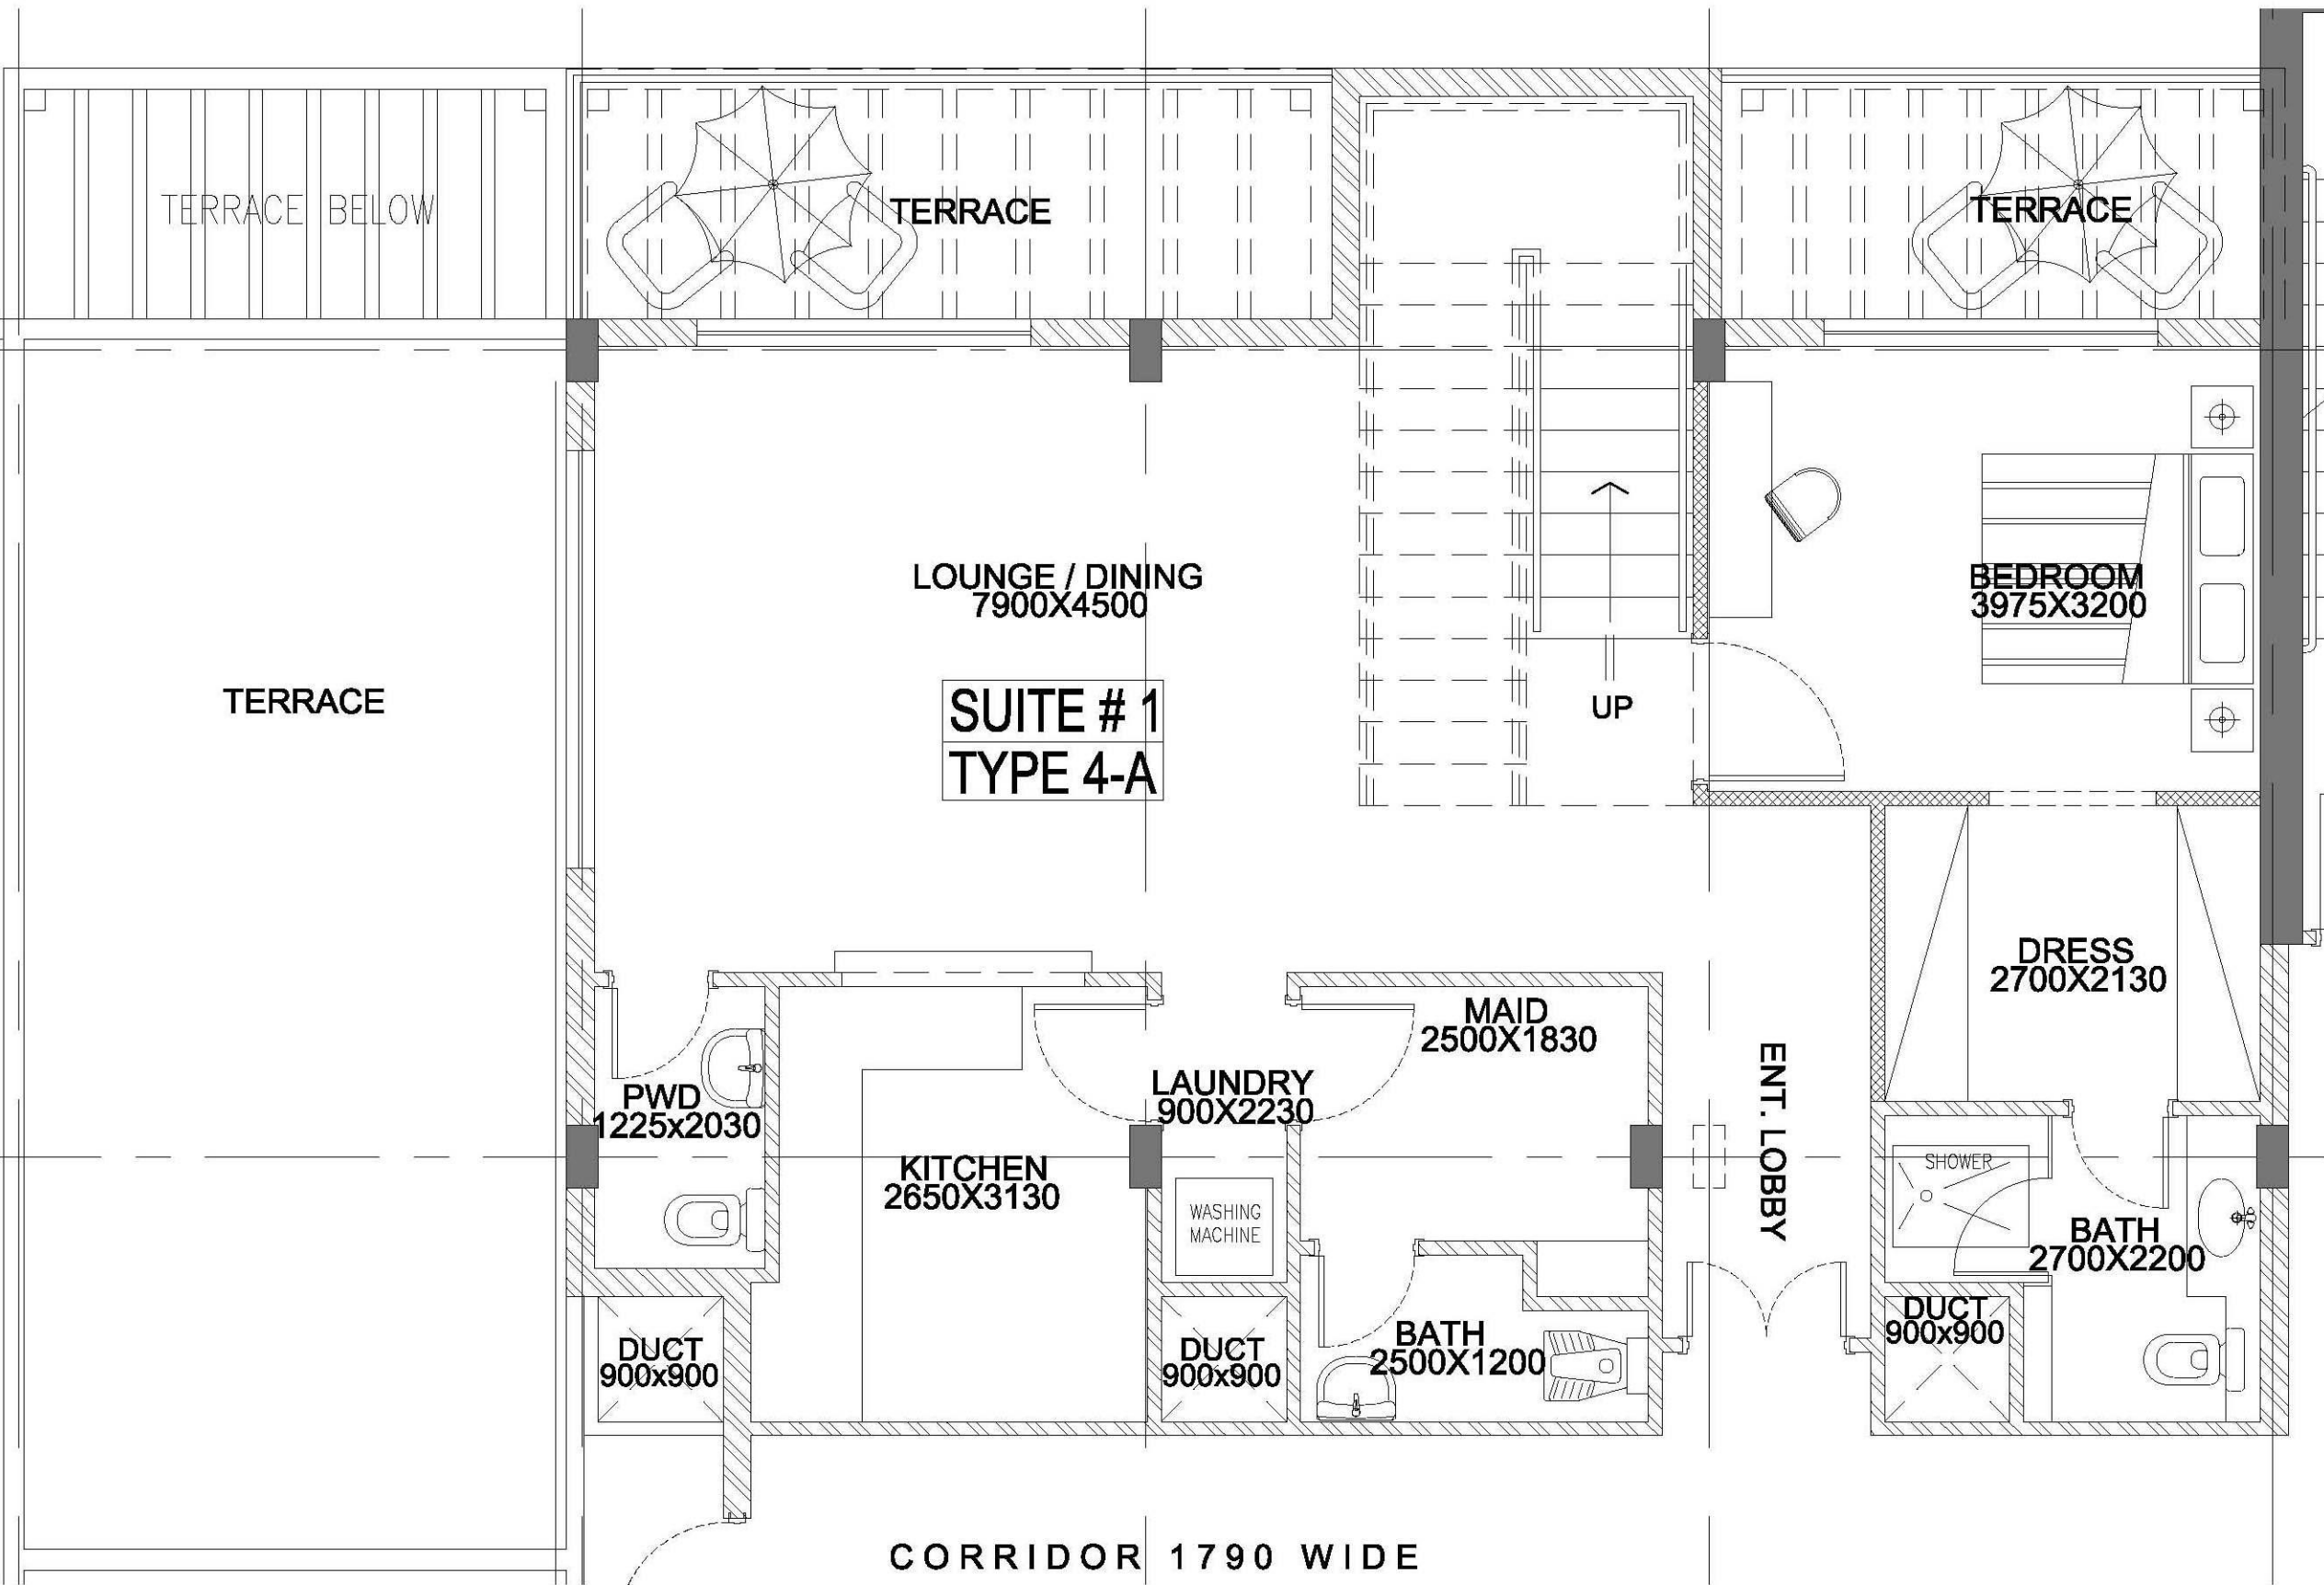 TERRACE BELOW
TERRACE
TERRACE
LOUNGE / DINING
7900X4500
BEDROOM
3975X3200
TERRACE
SUITE # 1
TYPE 4-A
UP
DRESS
2700X2130
MAID
2500X1830
ENT. LOBBY
LAUNDRY
900X2230
PWD
1225x2030
KITCHEN
2650X3130
WASHING
MACHINE
SHOWER
BATH
2700X2200
DUCT
900x900
DUCT
900x900
BATH
2500X1200
DUCT
900x900
CORRIDOR 1790 WIDE